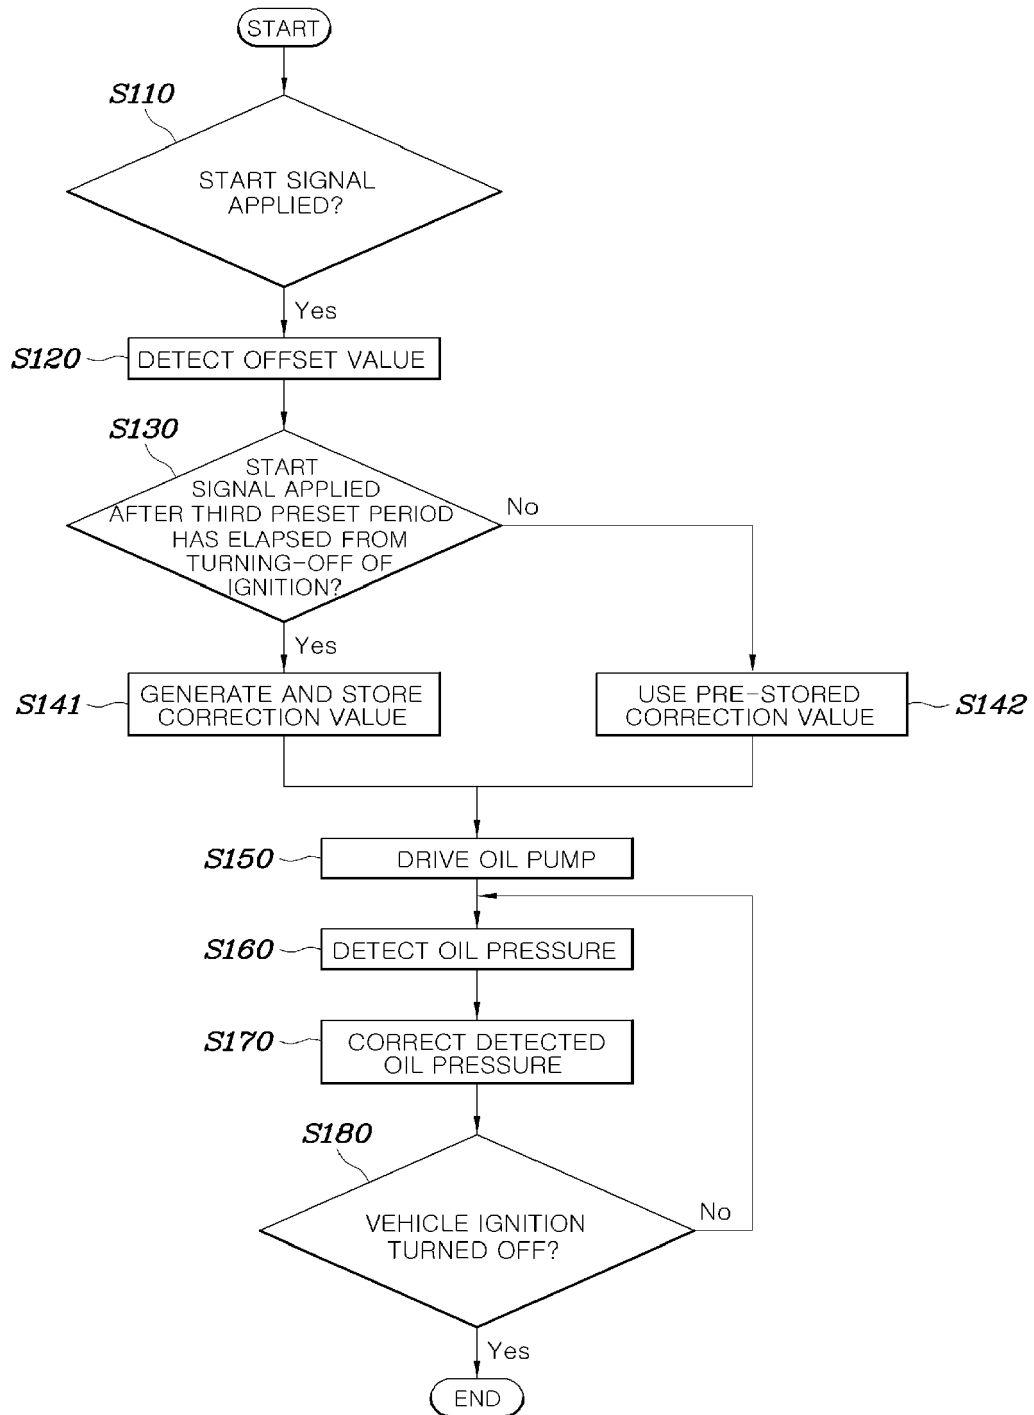 START
S110
START SIGNAL
APPLIED?
Yes
S120
DETECT OFFSET VALUE
S130
START
SIGNAL APPLIED
AFTER THIRD PRESET PERIOD
HAS ELAPSED FROM
TURNING-OFF OF
IGNITION?
No
Yes
S141
GENERATE AND STORE
CORRECTION VALUE
USE PRE-STORED
CORRECTION VALUE
S142
S150
DRIVE OIL PUMP
S160
DETECT OIL PRESSURE
S170
CORRECT DETECTED
OIL PRESSURE
S180
VEHICLE IGNITION
TURNED OFF?
No
Yes
END